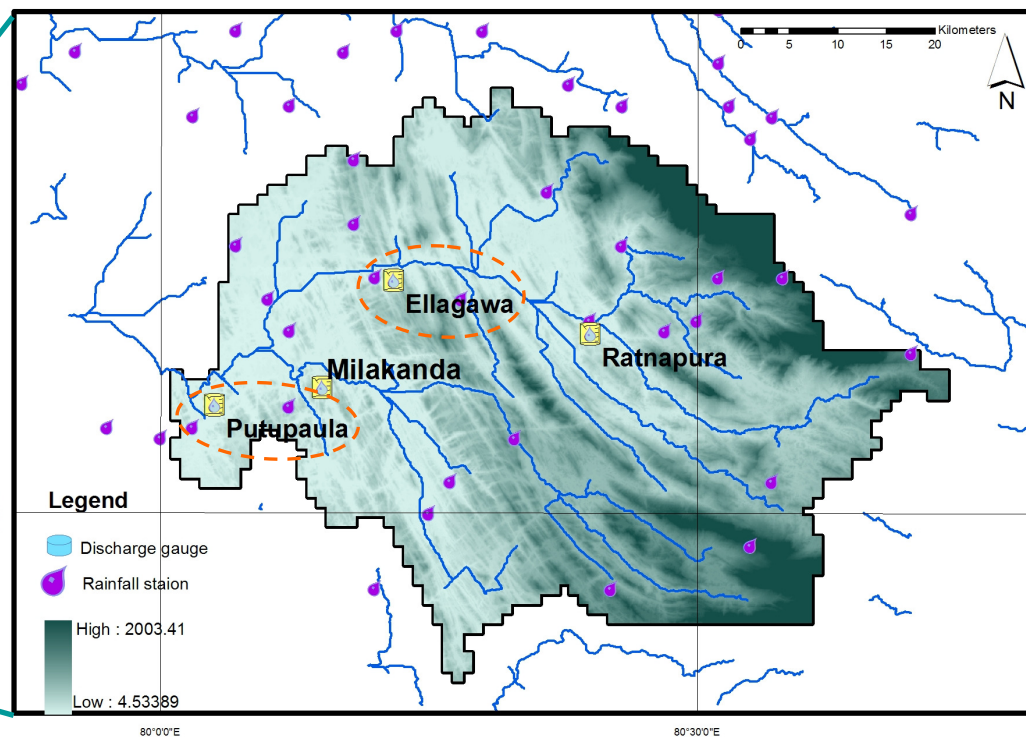 Kilometers
0 2.5 5 10 15 20
N
Ellagawa
Ratnapura
Milakanda
Putupaula
Legend
Discharge gauge
Rainfall staion
High : 2003.41
Low : 4.53389
80°0'0"E 80°30'0"E